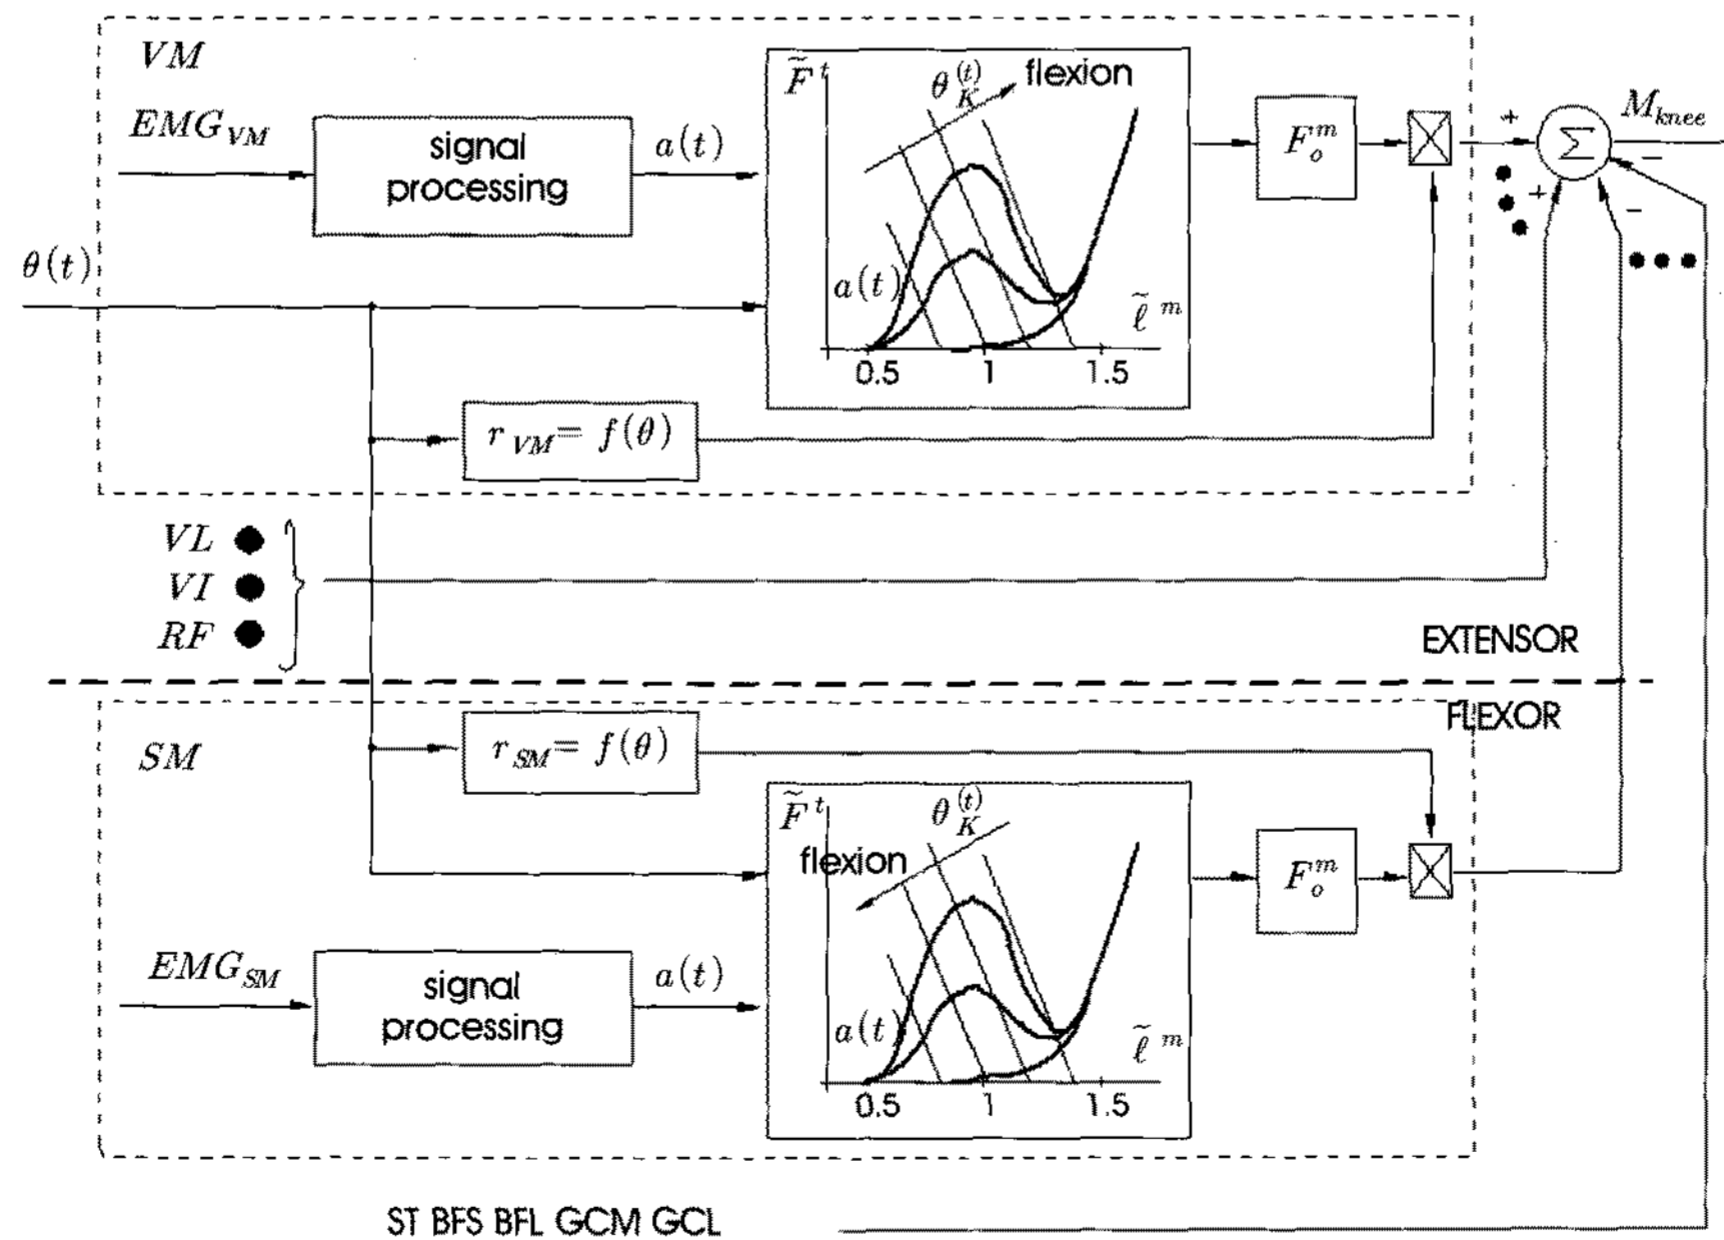 VM
F̃ᵗ
θ_K^(t) flexion
EMG_VM
signal
processing
a(t)
F_o^m
+
Σ
M_knee
−
+
−
θ(t)
a(t)
ℓ̃ ᵐ
0.5
1
1.5
r_VM = f(θ)
VL
VI
RF
EXTENSOR
FLEXOR
SM
r_SM = f(θ)
F̃ᵗ
θ_K^(t)
flexion
F_o^m
EMG_SM
signal
processing
a(t)
a(t)
ℓ̃ ᵐ
0.5
1
1.5
ST BFS BFL GCM GCL